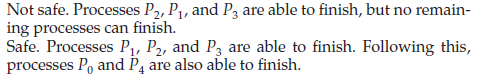 Not safe. Processes P₂, P₁, and P₃ are able to finish, but no remain-
ing processes can finish.
Safe. Processes P₁, P₂, and P₃ are able to finish. Following this,
processes P₀ and P₄ are also able to finish.